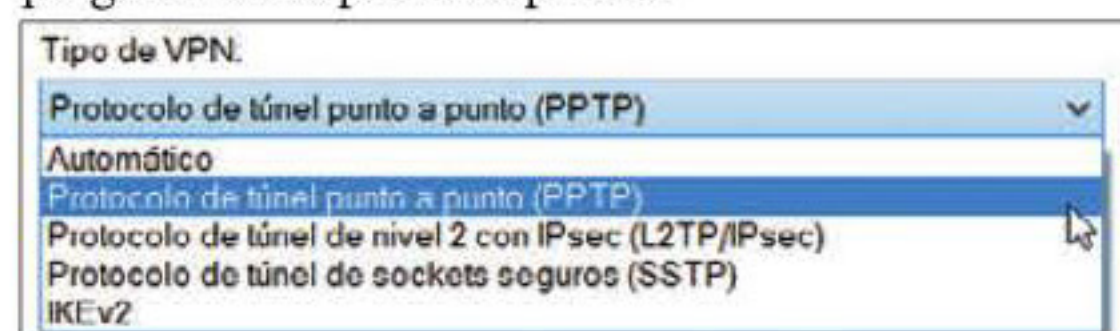 Tipo de VPN:
Protocolo de túnel punto a punto (PPTP)
Automático
Protocolo de túnel punto a punto (PPTP)
Protocolo de túnel de nivel 2 con IPsec (L2TP/IPsec)
Protocolo de túnel de sockets seguros (SSTP)
IKEv2